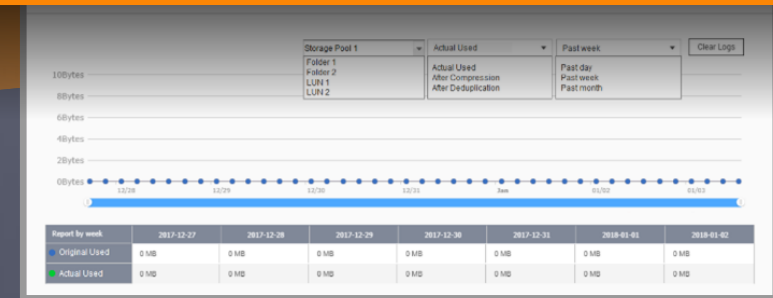 Storage Pool 1 Actual Used Past week Clear Logs
Folder 1 Actual Used Past day
Folder 2 After Compression Past week
LUN 1 After Deduplication Past month
LUN 2
10Bytes
8Bytes
6Bytes
4Bytes
2Bytes
0Bytes
12/28 12/29 12/30 12/31 Jan 01/02 01/03
Report by week 2017-12-27 2017-12-28 2017-12-29 2017-12-30 2017-12-31 2018-01-01 2018-01-02
Original Used 0 MB 0 MB 0 MB 0 MB 0 MB 0 MB 0 MB
Actual Used 0 MB 0 MB 0 MB 0 MB 0 MB 0 MB 0 MB